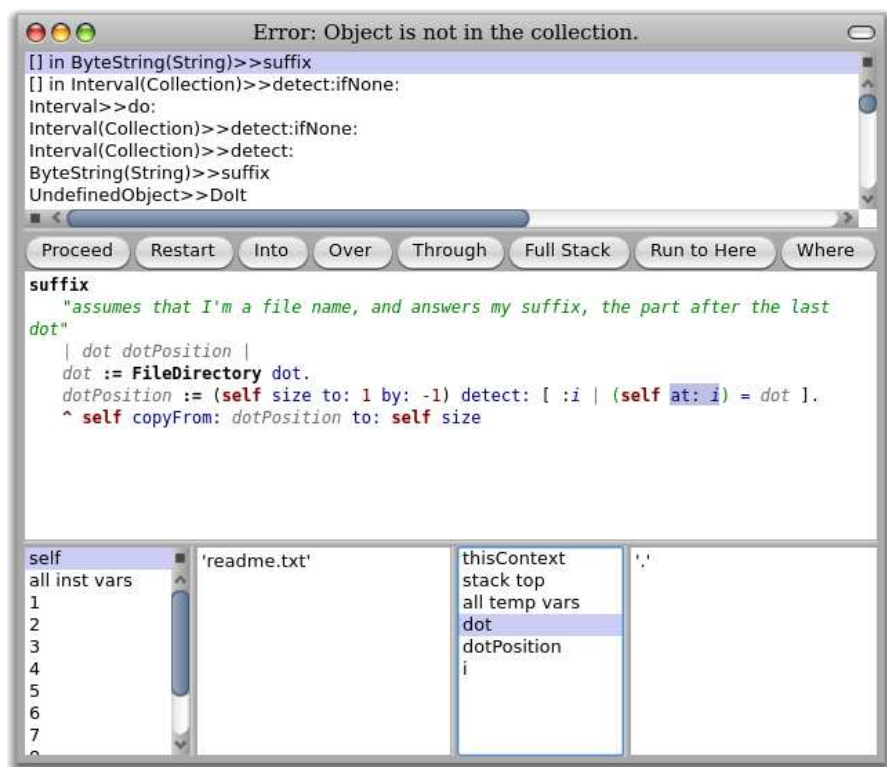 Error: Object is not in the collection.
[] in ByteString(String)>>suffix
[] in Interval(Collection)>>detect:ifNone:
Interval>>do:
Interval(Collection)>>detect:ifNone:
Interval(Collection)>>detect:
ByteString(String)>>suffix
UndefinedObject>>DoIt
Proceed Restart Into Over Through Full Stack Run to Here Where
suffix
"assumes that I'm a file name, and answers my suffix, the part after the last
dot"
| dot dotPosition |
dot := FileDirectory dot.
dotPosition := (self size to: 1 by: -1) detect: [ :i | (self at: i) = dot ].
^ self copyFrom: dotPosition to: self size
self
all inst vars
1
2
3
4
5
6
7
'readme.txt'
thisContext
stack top
all temp vars
dot
dotPosition
i
'.'